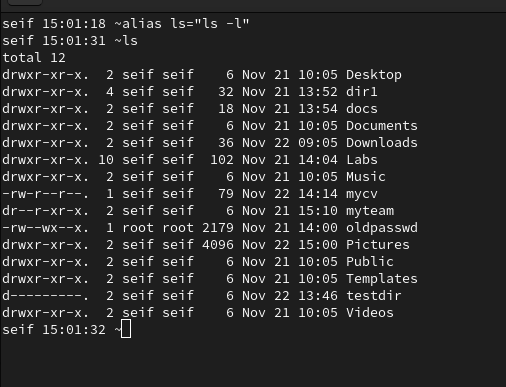 seif 15:01:18 ~alias ls="ls -l"
seif 15:01:31 ~ls
total 12
drwxr-xr-x.  2 seif seif    6 Nov 21 10:05 Desktop
drwxr-xr-x.  4 seif seif   32 Nov 21 13:52 dir1
drwxr-xr-x.  2 seif seif   18 Nov 21 13:54 docs
drwxr-xr-x.  2 seif seif    6 Nov 21 10:05 Documents
drwxr-xr-x.  2 seif seif   36 Nov 22 09:05 Downloads
drwxr-xr-x. 10 seif seif  102 Nov 21 14:04 Labs
drwxr-xr-x.  2 seif seif    6 Nov 21 10:05 Music
-rw-r--r--.  1 seif seif   79 Nov 22 14:14 mycv
dr--r-xr-x.  2 seif seif    6 Nov 21 15:10 myteam
-rw--wx--x.  1 root root 2179 Nov 21 14:00 oldpasswd
drwxr-xr-x.  2 seif seif 4096 Nov 22 15:00 Pictures
drwxr-xr-x.  2 seif seif    6 Nov 21 10:05 Public
drwxr-xr-x.  2 seif seif    6 Nov 21 10:05 Templates
d---------.  2 seif seif    6 Nov 22 13:46 testdir
drwxr-xr-x.  2 seif seif    6 Nov 21 10:05 Videos
seif 15:01:32 ~